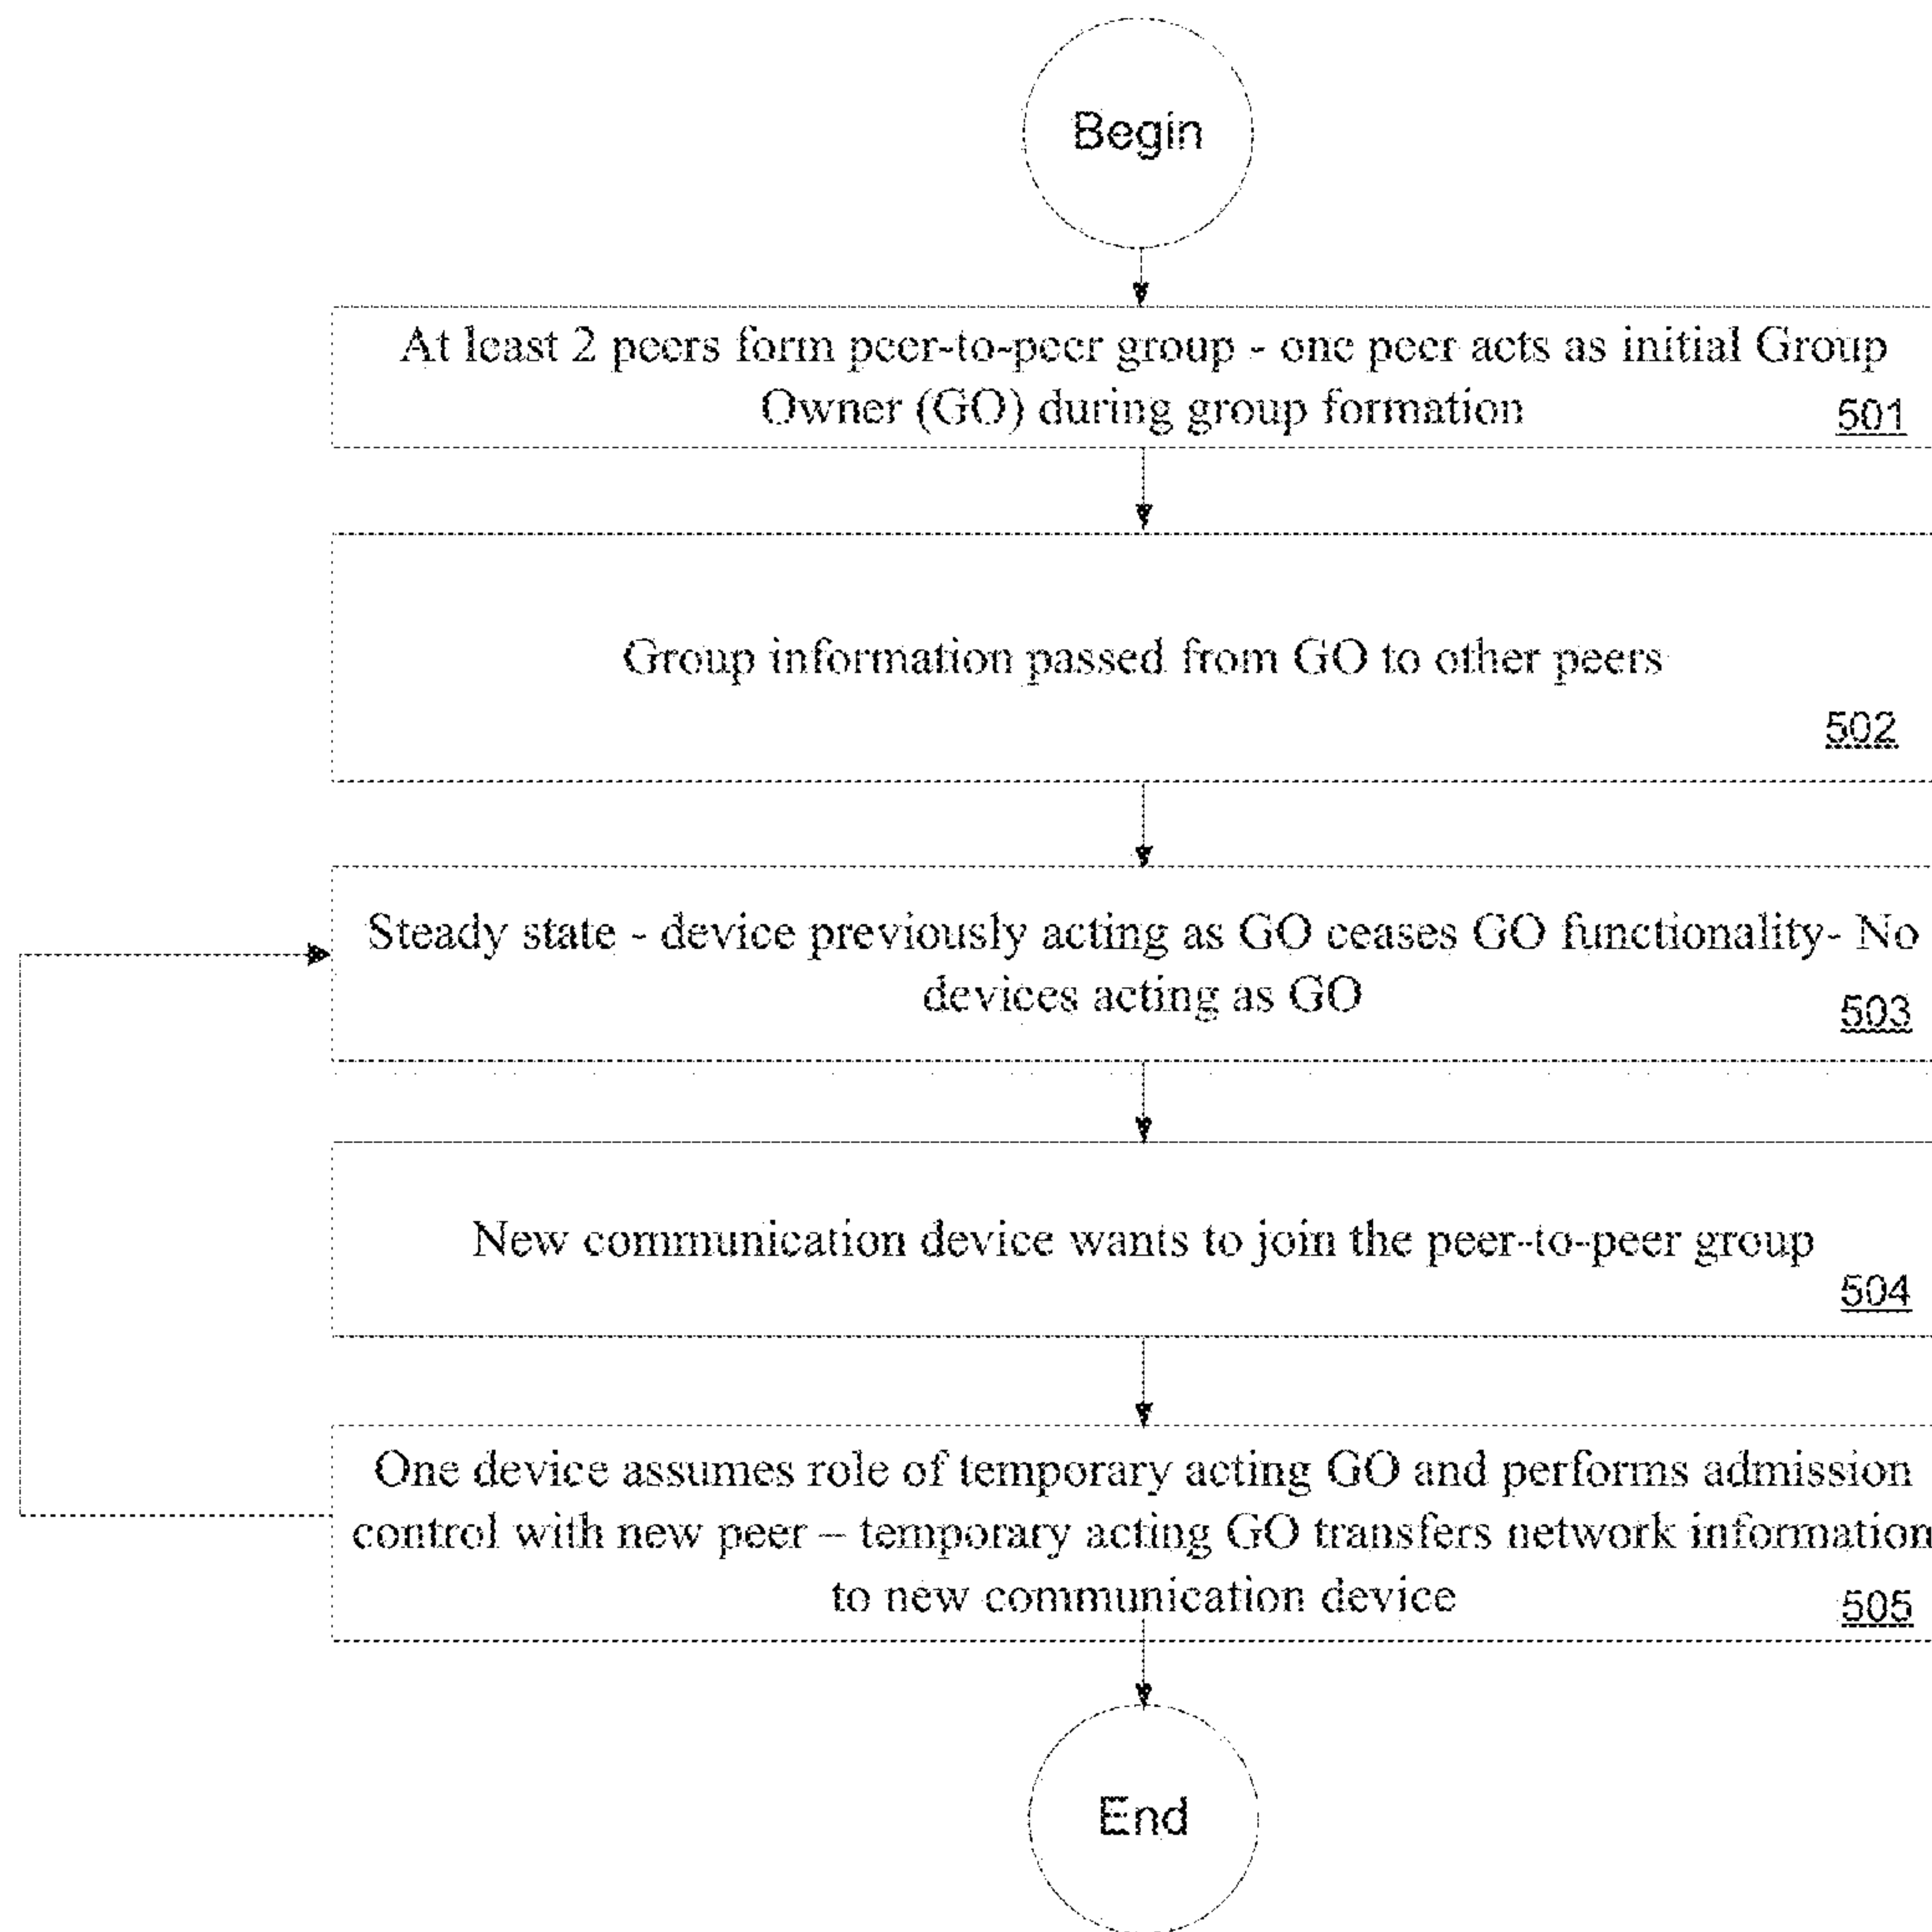 Begin
At least 2 peers form peer-to-peer group - one peer acts as initial Group
Owner (GO) during group formation
501
Group information passed from GO to other peers
502
Steady state - device previously acting as GO ceases GO functionality- No
devices acting as GO
503
New communication device wants to join the peer-to-peer group
504
One device assumes role of temporary acting GO and performs admission
control with new peer – temporary acting GO transfers network information
to new communication device
505
End